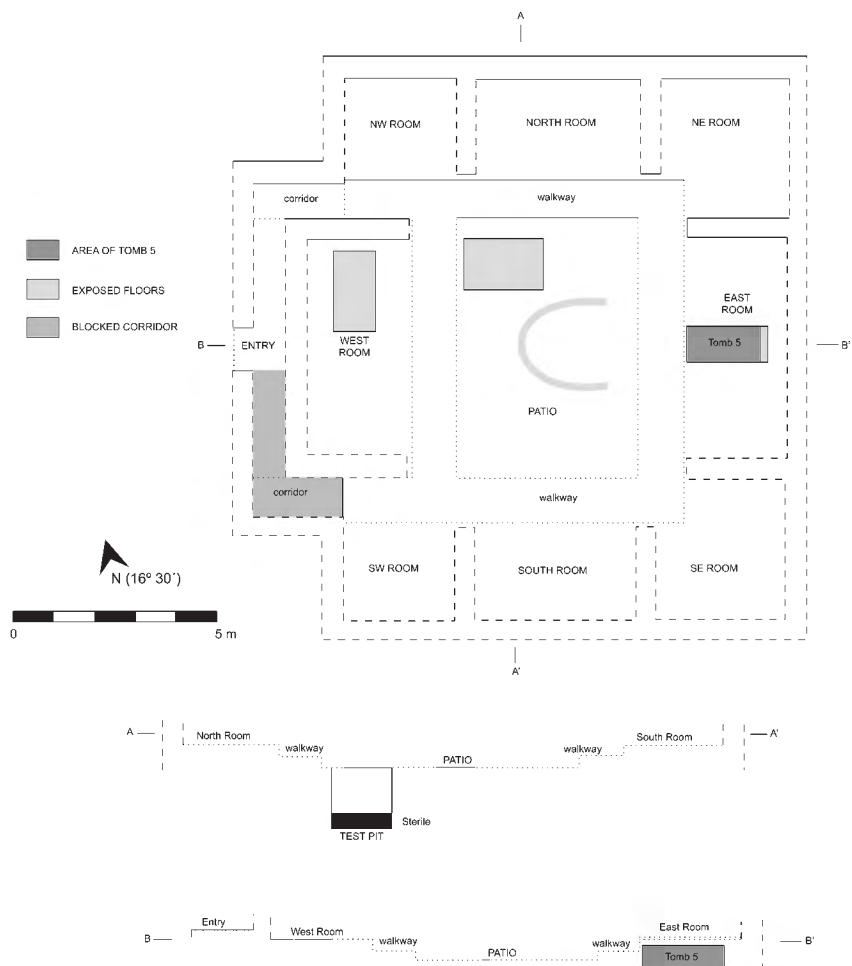 A
NW ROOM
NORTH ROOM
NE ROOM
corridor
walkway
AREA OF TOMB 5
EXPOSED FLOORS
BLOCKED CORRIDOR
EAST
ROOM
B
ENTRY
WEST
ROOM
Tomb 5
B'
PATIO
corridor
walkway
SW ROOM
SOUTH ROOM
SE ROOM
N (16º 30´)
0
5 m
A'
A
North Room
walkway
PATIO
walkway
South Room
A'
Sterile
TEST PIT
B
Entry
West Room
walkway
PATIO
walkway
East Room
Tomb 5
B'